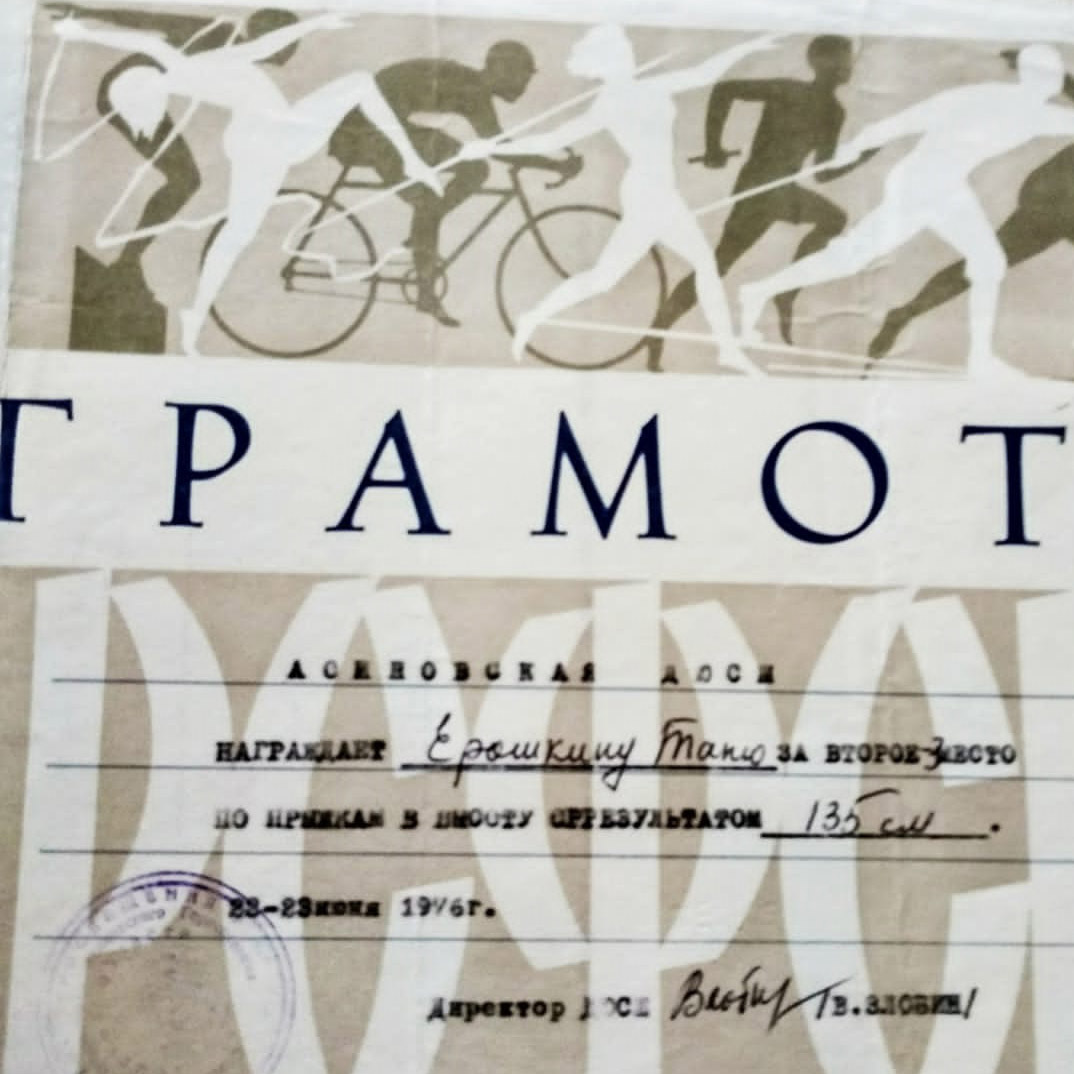 ГРАМОТ
РСФСР
АСИНОВСКАЯ ДЮСШ
НАГРАЖДАЕТ Ерошкину Таню ЗА ВТОРОЕ МЕСТО
ПО ПРЫЖКАМ В ВЫСОТУ С РЕЗУЛЬТАТОМ 135 см.
22-23 июня 1976г.
Директор ДЮСШ /В.ЗЛОБИН/